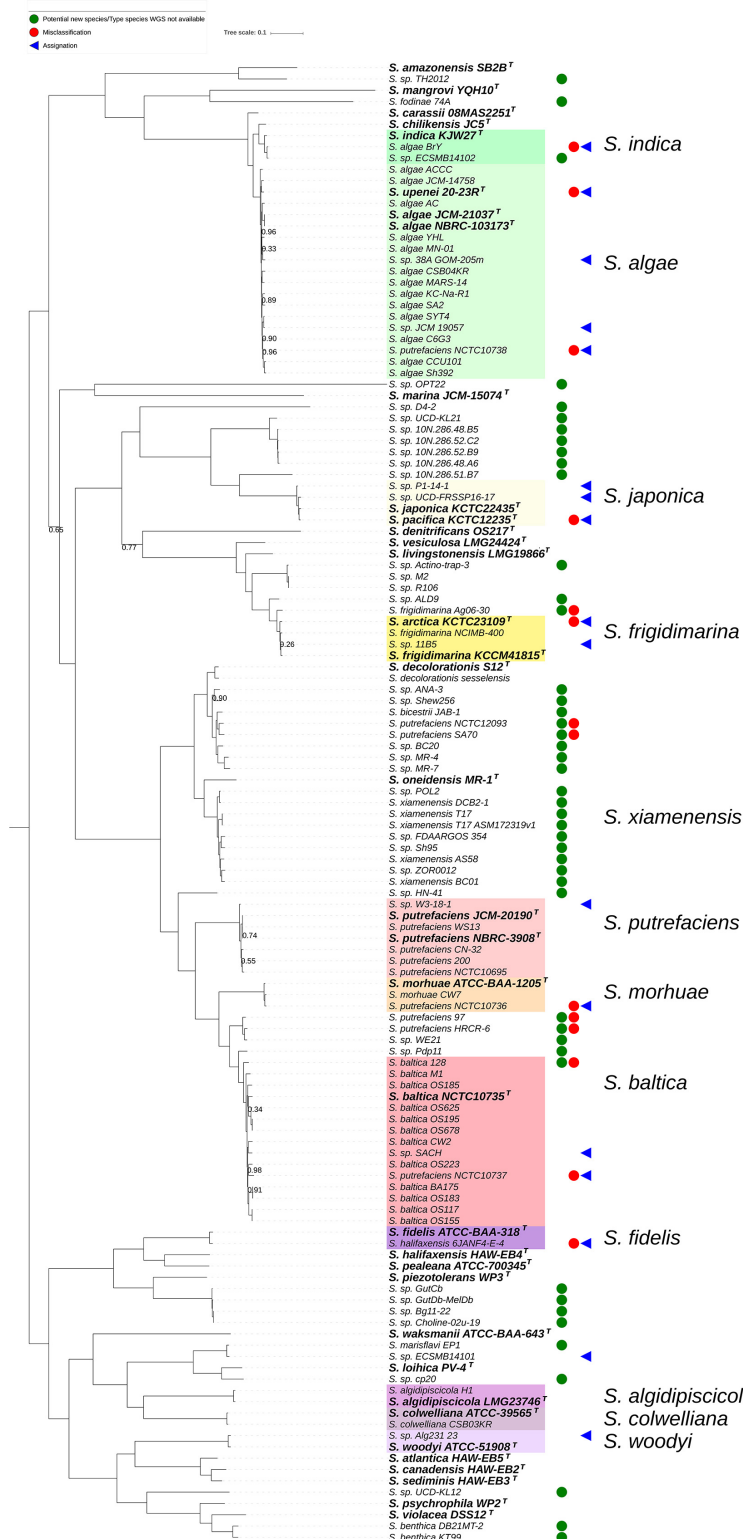 Potential new species/Type species WGS not available
Misclassification
Assignation
Tree scale: 0.1
S. amazonensis SB2B T
S. sp. TH2012
S. mangrovi YQH10 T
S. fodinae 74A
S. carassii 08MAS2251 T
S. chilikensis JC5 T
S. indica KJW27 T
S. algae BrY
S. indica
S. sp. ECSMB14102
S. algae ACCC
S. algae JCM-14758
S. upenei 20-23R T
S. algae AC
S. algae JCM-21037 T
S. algae NBRC-103173 T
0.96
S. algae YHL
S. algae MN-01
0.33
S. sp. 38A GOM-205m
S. algae
S. algae CSB04KR
S. algae MARS-14
S. algae KC-Na-R1
0.89
S. algae SA2
S. algae SYT4
S. sp. JCM 19057
S. algae C6G3
0.90
S. putrefaciens NCTC10738
0.96
S. algae CCU101
S. algae Sh392
S. sp. OPT22
S. marina JCM-15074 T
S. sp. D4-2
S. sp. UCD-KL21
S. sp. 10N.286.48.B5
S. sp. 10N.286.52.C2
S. sp. 10N.286.52.B9
S. sp. 10N.286.48.A6
S. sp. 10N.286.51.B7
S. sp. P1-14-1
S. sp. UCD-FRSSP16-17
S. japonica
S. japonica KCTC22435 T
S. pacifica KCTC12235 T
0.65
S. denitrificans OS217 T
S. vesiculosa LMG24424 T
0.77
S. livingstonensis LMG19866 T
S. sp. Actino-trap-3
S. sp. M2
S. sp. R106
S. sp. ALD9
S. frigidimarina Ag06-30
S. arctica KCTC23109 T
S. frigidimarina NCIMB-400
S. frigidimarina
S. sp. 11B5
0.26
S. frigidimarina KCCM41815 T
S. decolorationis S12 T
S. decolorationis sesselensis
S. sp. ANA-3
0.90
S. sp. Shew256
S. bicestrii JAB-1
S. putrefaciens NCTC12093
S. putrefaciens SA70
S. sp. BC20
S. sp. MR-4
S. sp. MR-7
S. oneidensis MR-1 T
S. sp. POL2
S. xiamenensis DCB2-1
S. xiamenensis T17
S. xiamenensis
S. xiamenensis T17 ASM172319v1
S. sp. FDAARGOS 354
S. sp. Sh95
S. xiamenensis AS58
S. sp. ZOR0012
S. xiamenensis BC01
S. sp. HN-41
S. sp. W3-18-1
S. putrefaciens JCM-20190 T
S. putrefaciens
S. putrefaciens WS13
0.74
S. putrefaciens NBRC-3908 T
S. putrefaciens CN-32
0.55
S. putrefaciens 200
S. putrefaciens NCTC10695
S. morhuae ATCC-BAA-1205 T
S. morhuae CW7
S. morhuae
S. putrefaciens NCTC10736
S. putrefaciens 97
S. putrefaciens HRCR-6
S. sp. WE21
S. sp. Pdp11
S. baltica 128
S. baltica M1
S. baltica
S. baltica OS185
S. baltica NCTC10735 T
0.34
S. baltica OS625
S. baltica OS195
S. baltica OS678
S. baltica CW2
S. sp. SACH
S. baltica OS223
0.98
S. putrefaciens NCTC10737
S. baltica BA175
0.91
S. baltica OS183
S. baltica OS117
S. baltica OS155
S. fidelis ATCC-BAA-318 T
S. fidelis
S. halifaxensis 6JANF4-E-4
S. halifaxensis HAW-EB4 T
S. pealeana ATCC-700345 T
S. piezotolerans WP3 T
S. sp. GutCb
S. sp. GutDb-MelDb
S. sp. Bg11-22
S. sp. Choline-02u-19
S. waksmanii ATCC-BAA-643 T
S. marisflavi EP1
S. sp. ECSMB14101
S. loihica PV-4 T
S. sp. cp20
S. algidipiscicola H1
S. algidipiscicol
S. algidipiscicola LMG23746 T
S. colwelliana ATCC-39565 T
S. colwelliana
S. colwelliana CSB03KR
S. sp. Alg231 23
S. woodyi
S. woodyi ATCC-51908 T
S. atlantica HAW-EB5 T
S. canadensis HAW-EB2 T
S. sediminis HAW-EB3 T
S. sp. UCD-KL12
S. psychrophila WP2 T
S. violacea DSS12 T
S. benthica DB21MT-2
S. benthica KT99